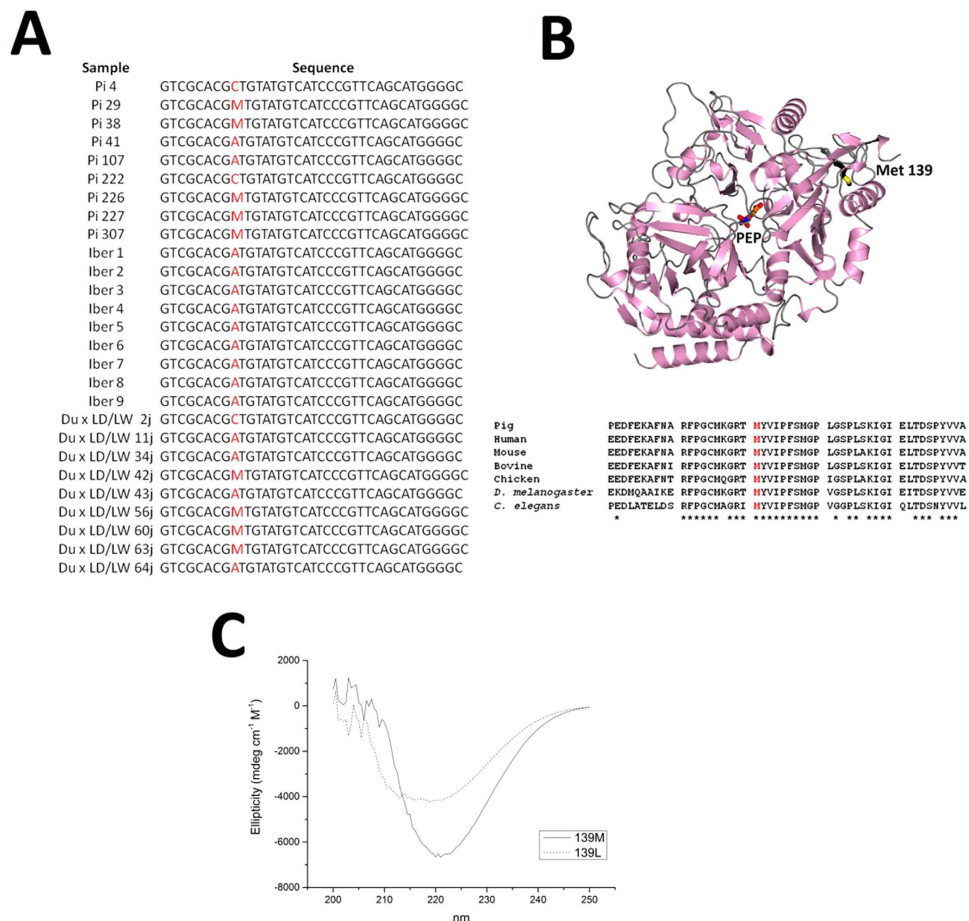 A
Sample Sequence
Pi 4 GTCGCACGCTGTATGTCATCCCGTTCAGCATGGGGC
Pi 29 GTCGCACGMTGTATGTCATCCCGTTCAGCATGGGGC
Pi 38 GTCGCACGMTGTATGTCATCCCGTTCAGCATGGGGC
Pi 41 GTCGCACGATGTATGTCATCCCGTTCAGCATGGGGC
Pi 107 GTCGCACGATGTATGTCATCCCGTTCAGCATGGGGC
Pi 222 GTCGCACGCTGTATGTCATCCCGTTCAGCATGGGGC
Pi 226 GTCGCACGMTGTATGTCATCCCGTTCAGCATGGGGC
Pi 227 GTCGCACGMTGTATGTCATCCCGTTCAGCATGGGGC
Pi 307 GTCGCACGMTGTATGTCATCCCGTTCAGCATGGGGC
Iber 1 GTCGCACGATGTATGTCATCCCGTTCAGCATGGGGC
Iber 2 GTCGCACGATGTATGTCATCCCGTTCAGCATGGGGC
Iber 3 GTCGCACGATGTATGTCATCCCGTTCAGCATGGGGC
Iber 4 GTCGCACGATGTATGTCATCCCGTTCAGCATGGGGC
Iber 5 GTCGCACGATGTATGTCATCCCGTTCAGCATGGGGC
Iber 6 GTCGCACGATGTATGTCATCCCGTTCAGCATGGGGC
Iber 7 GTCGCACGATGTATGTCATCCCGTTCAGCATGGGGC
Iber 8 GTCGCACGATGTATGTCATCCCGTTCAGCATGGGGC
Iber 9 GTCGCACGATGTATGTCATCCCGTTCAGCATGGGGC
Du x LD/LW 2j GTCGCACGCTGTATGTCATCCCGTTCAGCATGGGGC
Du x LD/LW 11j GTCGCACGATGTATGTCATCCCGTTCAGCATGGGGC
Du x LD/LW 34j GTCGCACGATGTATGTCATCCCGTTCAGCATGGGGC
Du x LD/LW 42j GTCGCACGMTGTATGTCATCCCGTTCAGCATGGGGC
Du x LD/LW 43j GTCGCACGATGTATGTCATCCCGTTCAGCATGGGGC
Du x LD/LW 56j GTCGCACGMTGTATGTCATCCCGTTCAGCATGGGGC
Du x LD/LW 60j GTCGCACGMTGTATGTCATCCCGTTCAGCATGGGGC
Du x LD/LW 63j GTCGCACGMTGTATGTCATCCCGTTCAGCATGGGGC
Du x LD/LW 64j GTCGCACGATGTATGTCATCCCGTTCAGCATGGGGC
B
Met 139
PEP
Pig EEDFEKAFNA RFPGCMKGRT MYVIPFSMGP LGSPLSKIGI ELTDSPYVVA
Human EEDFEKAFNA RFPGCMKGRT MYVIPFSMGP LGSPLSKIGI ELTDSPYVVA
Mouse EEDFEKAFNA RFPGCMKGRT MYVIPFSMGP LGSPLAKIGI ELTDSPYVVA
Bovine EEDFEKAFNI RFPGCMKGRT MYVIPFSMGP LGSPLSKIGI ELTDSPYVVT
Chicken EEDFEKAFNT RFPGCMQGRT MYVIPFSMGP IGSPLAKIGI ELTDSPYVVA
D. melanogaster EKDMQAAIKE RFPGCMKGRT MYVIPFSMGP VGSPLSKIGI EITDSPYVVE
C. elegans PEDLATELDS RFPGCMAGRI MYVIPFSMGP VGGPLSKIGI QLTDSNYVVL
* ****** *** ********** * ** **** *** ***
C
Ellipticity (mdeg cm⁻¹ M⁻¹)
2000
0
-2000
-4000
-6000
-8000
139M
139L
200 210 220 230 240 250
nm